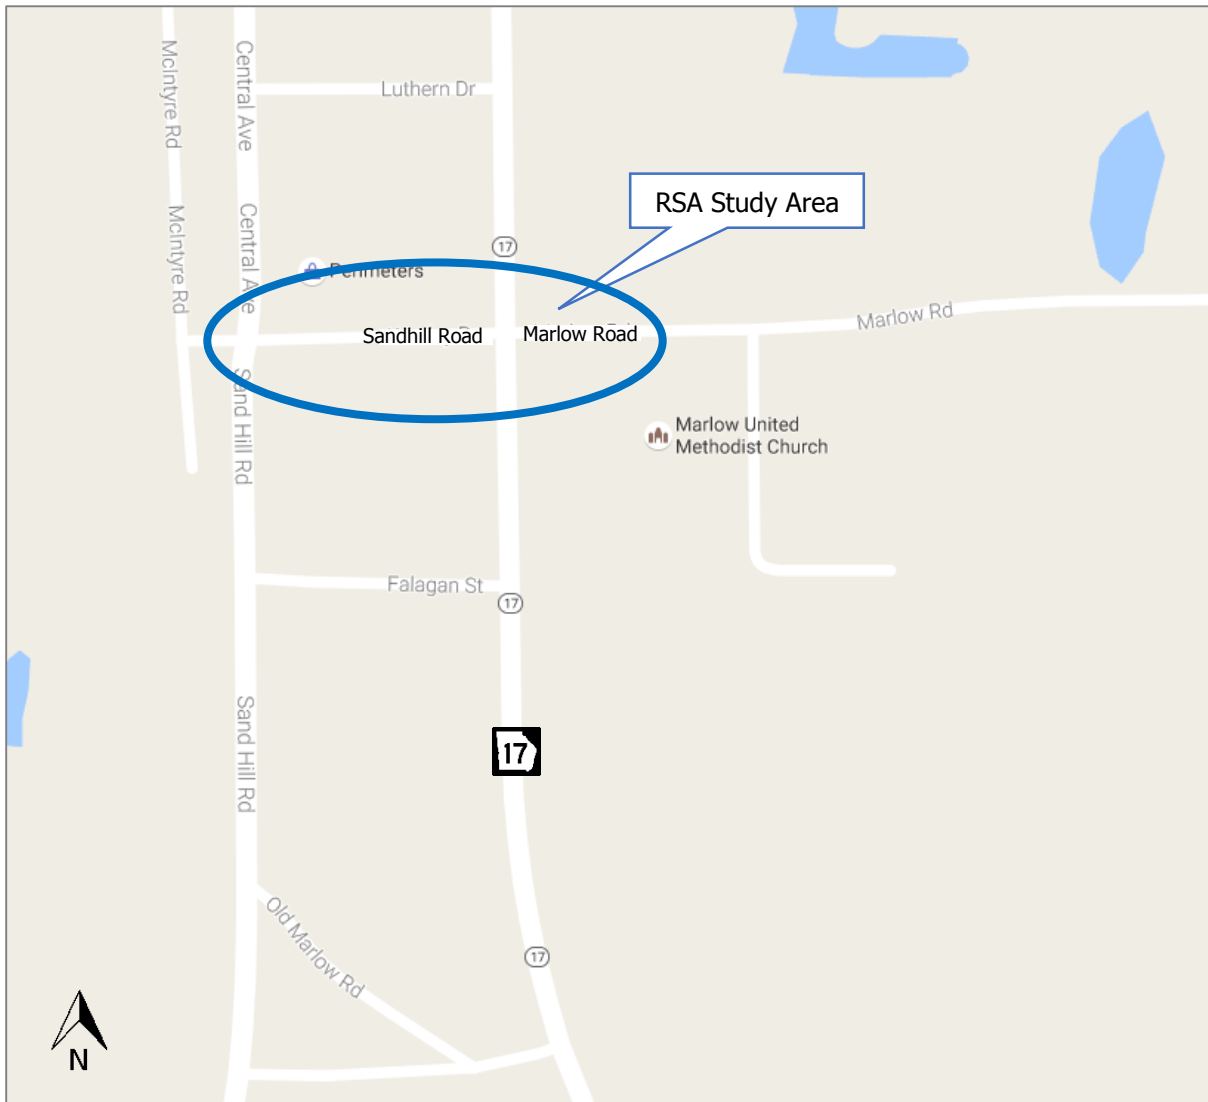 McIntyre Rd
Central Ave
Luthern Dr
McIntyre Rd
Central Ave
RSA Study Area
17
Perimeters
Sandhill Road
Marlow Road
Marlow Rd
Sand Hill Rd
Marlow United
Methodist Church
Falagan St
17
Sand Hill Rd
17
Old Marlow Rd
17
N